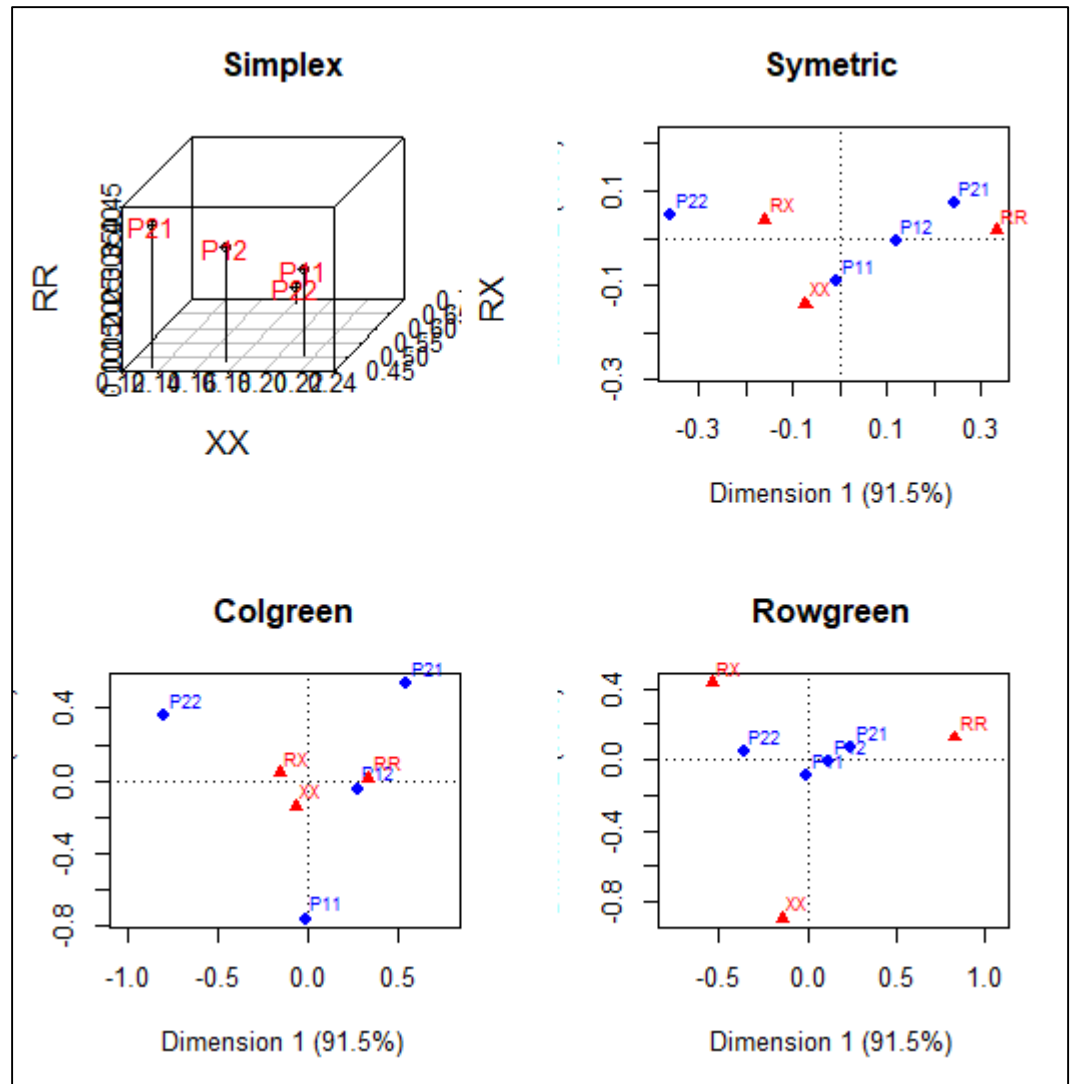 Simplex
P21
P12
P11
P22
RR
RX
0.45
XX
Symetric
P22
RX
P21
RR
P12
P11
XX
0.1
-0.1
-0.3
-0.3
-0.1
0.1
0.3
Dimension 1 (91.5%)
Colgreen
P21
P22
RX
RR
P12
XX
P11
0.4
0.0
-0.4
-0.8
-1.0
-0.5
0.0
0.5
Dimension 1 (91.5%)
Rowgreen
RX
RR
P22
P21
XX
0.4
0.0
-0.4
-0.8
-0.5
0.0
0.5
1.0
Dimension 1 (91.5%)